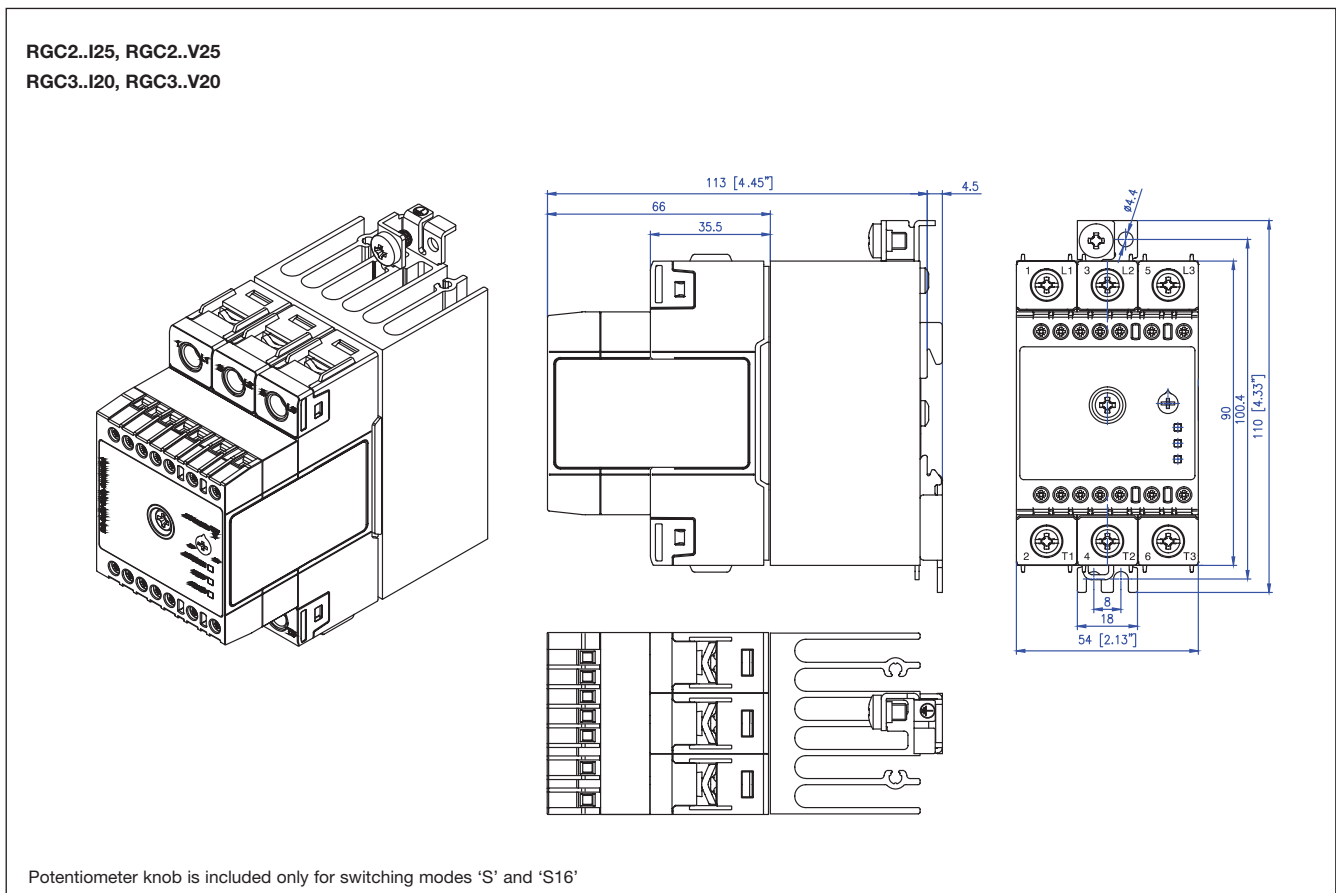 RGC2..I25, RGC2..V25
RGC3..I20, RGC3..V20
113 [4.45"]
4.5
66
35.5
ø4.4
1 L1 3 L2 5 L3
90
100.4
110 [4.33"]
2 T1 4 T2 6 T3
8
18
54 [2.13"]
Potentiometer knob is included only for switching modes ‘S’ and ‘S16’